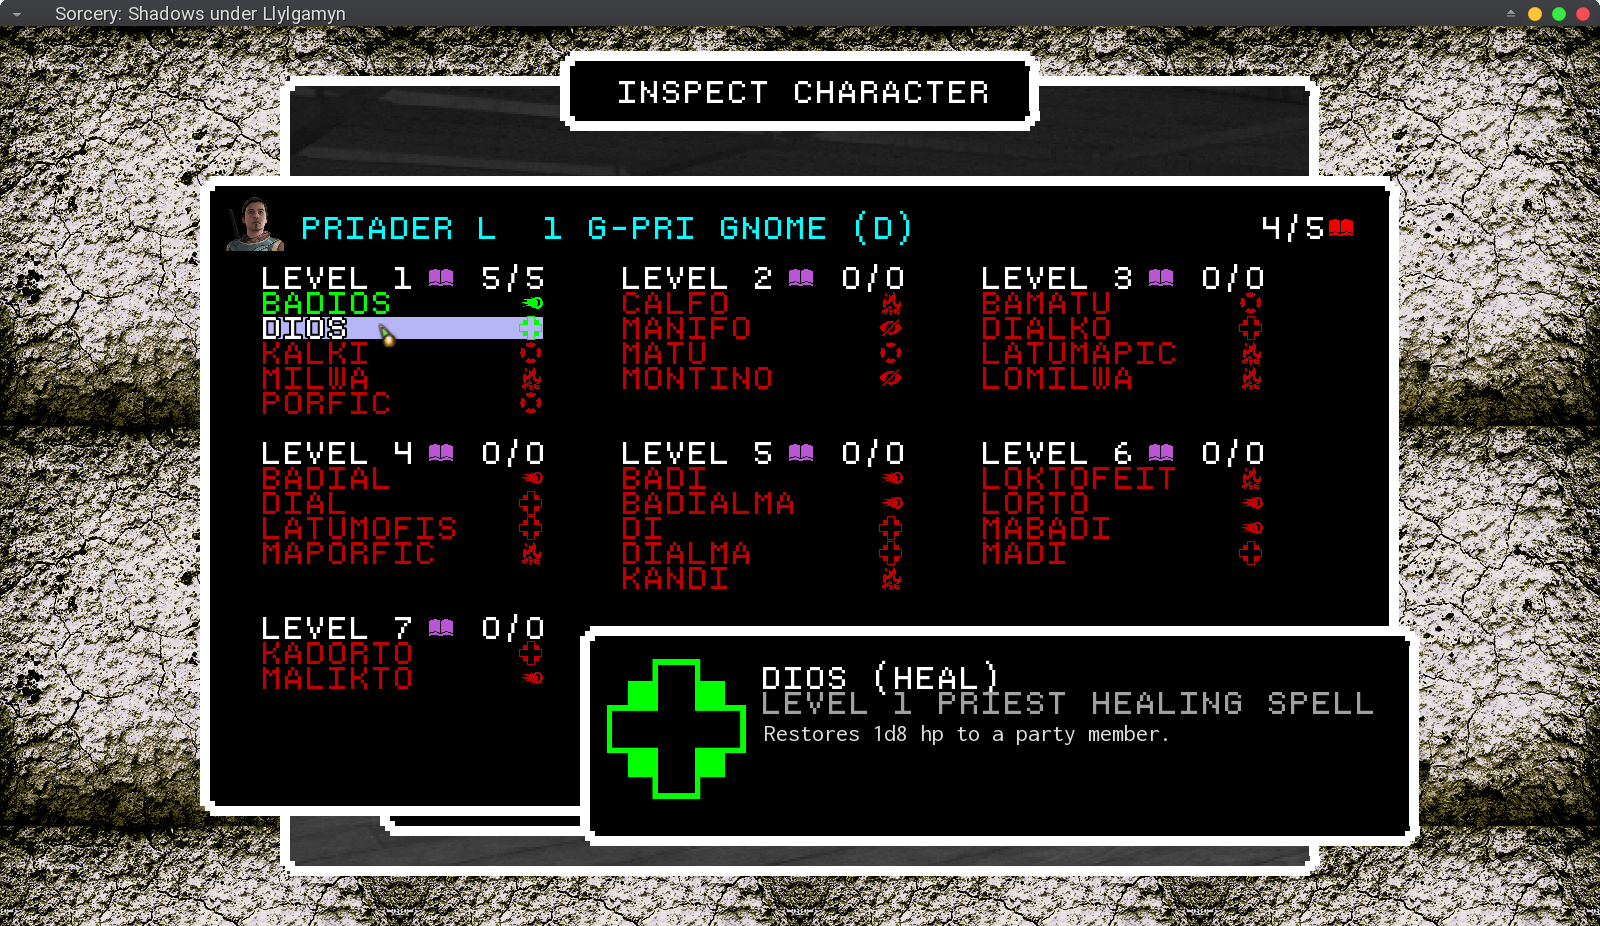 Sorcery: Shadows under Llylgamyn
INSPECT CHARACTER
PRIADER L 1 G-PRI GNOME (D) 4/5
LEVEL 1 5/5
BADIOS
DIOS
KALKI
MILWA
PORFIC
LEVEL 2 0/0
CALFO
MANIFO
MATU
MONTINO
LEVEL 3 0/0
BAMATU
DIALKO
LATUMAPIC
LOMILWA
LEVEL 4 0/0
BADIAL
DIAL
LATUMOFIS
MAPORFIC
LEVEL 5 0/0
BADI
BADIALMA
DI
DIALMA
KANDI
LEVEL 6 0/0
LOKTOFEIT
LORTO
MABADI
MADI
LEVEL 7 0/0
KADORTO
MALIKTO
DIOS (HEAL)
LEVEL 1 PRIEST HEALING SPELL
Restores 1d8 hp to a party member.